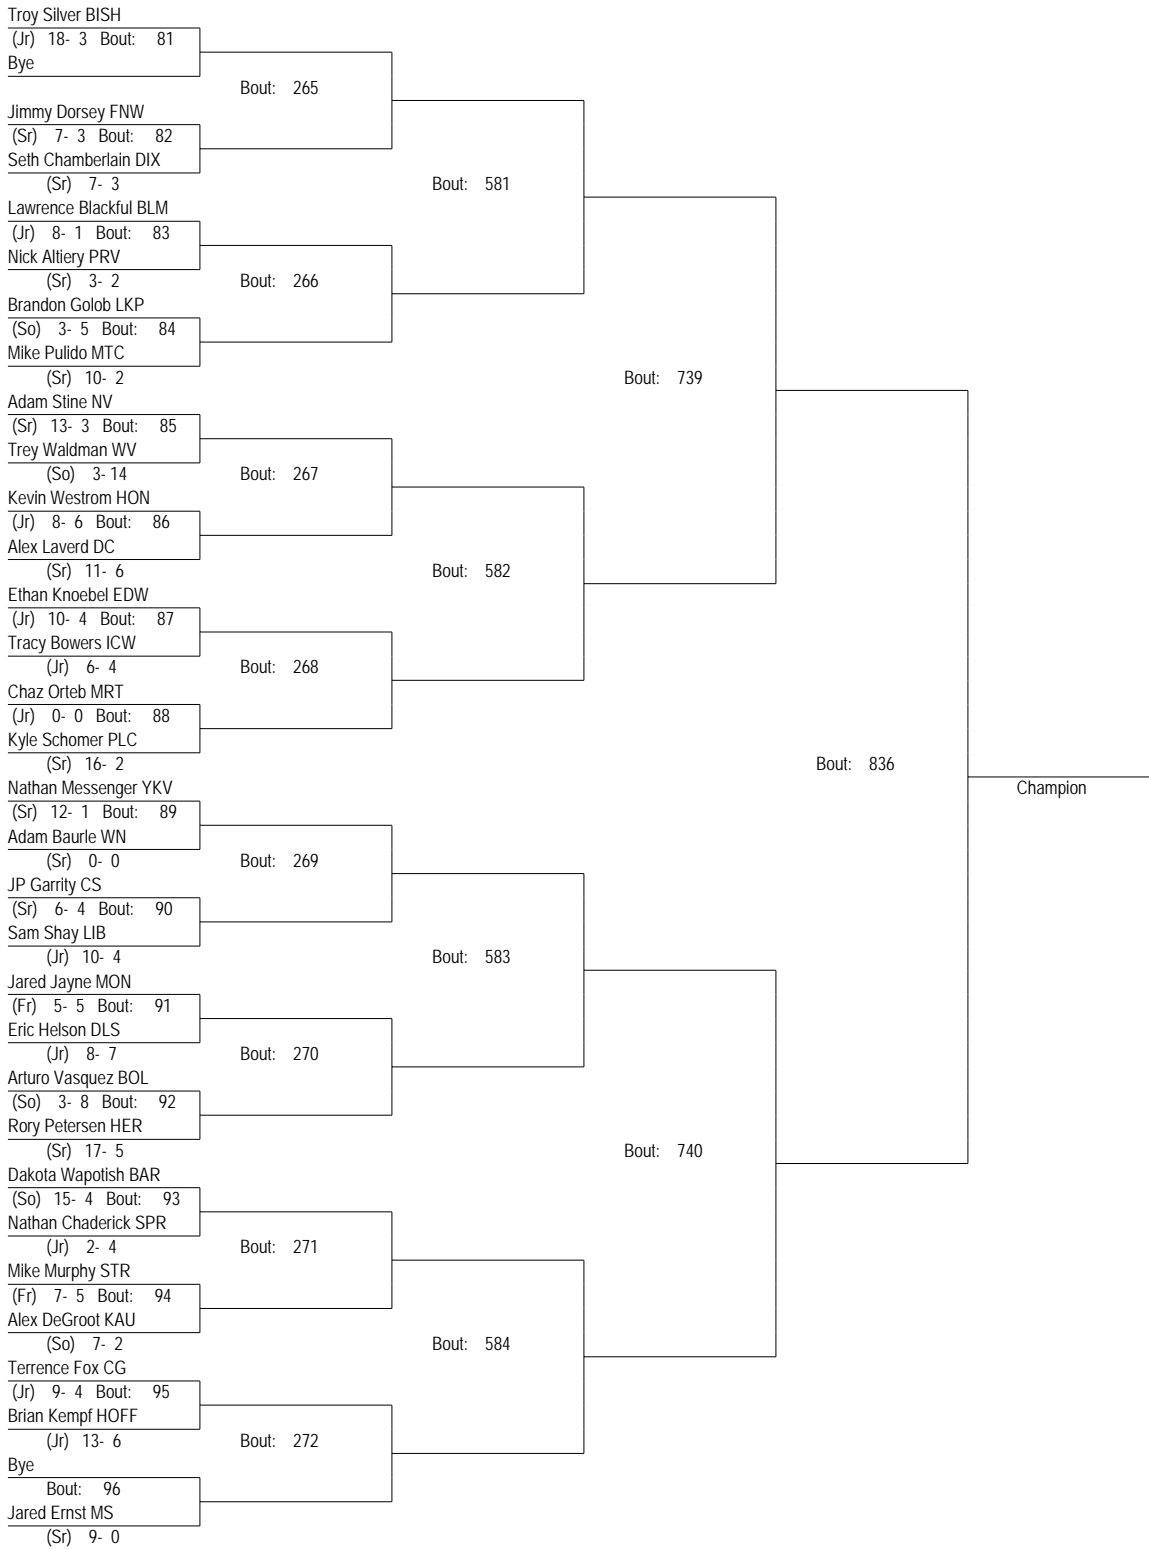 Troy Silver BISH
(Jr) 18- 3 Bout: 81
Bye
Bout: 265
Jimmy Dorsey FNW
(Sr) 7- 3 Bout: 82
Seth Chamberlain DIX
(Sr) 7- 3
Bout: 581
Lawrence Blackful BLM
(Jr) 8- 1 Bout: 83
Nick Altiery PRV
(Sr) 3- 2
Bout: 266
Brandon Golob LKP
(So) 3- 5 Bout: 84
Mike Pulido MTC
(Sr) 10- 2
Bout: 739
Adam Stine NV
(Sr) 13- 3 Bout: 85
Trey Waldman WV
(So) 3- 14
Bout: 267
Kevin Westrom HON
(Jr) 8- 6 Bout: 86
Alex Laverd DC
(Sr) 11- 6
Bout: 582
Ethan Knoebel EDW
(Jr) 10- 4 Bout: 87
Tracy Bowers ICW
(Jr) 6- 4
Bout: 268
Chaz Orteb MRT
(Jr) 0- 0 Bout: 88
Kyle Schomer PLC
(Sr) 16- 2
Bout: 836
Nathan Messenger YKV
Champion
(Sr) 12- 1 Bout: 89
Adam Baurle WN
(Sr) 0- 0
Bout: 269
JP Garrity CS
(Sr) 6- 4 Bout: 90
Sam Shay LIB
(Jr) 10- 4
Bout: 583
Jared Jayne MON
(Fr) 5- 5 Bout: 91
Eric Helson DLS
(Jr) 8- 7
Bout: 270
Arturo Vasquez BOL
(So) 3- 8 Bout: 92
Rory Petersen HER
(Sr) 17- 5
Bout: 740
Dakota Wapotish BAR
(So) 15- 4 Bout: 93
Nathan Chaderick SPR
(Jr) 2- 4
Bout: 271
Mike Murphy STR
(Fr) 7- 5 Bout: 94
Alex DeGroot KAU
(So) 7- 2
Bout: 584
Terrence Fox CG
(Jr) 9- 4 Bout: 95
Brian Kempf HOFF
(Jr) 13- 6
Bout: 272
Bye
Bout: 96
Jared Ernst MS
(Sr) 9- 0